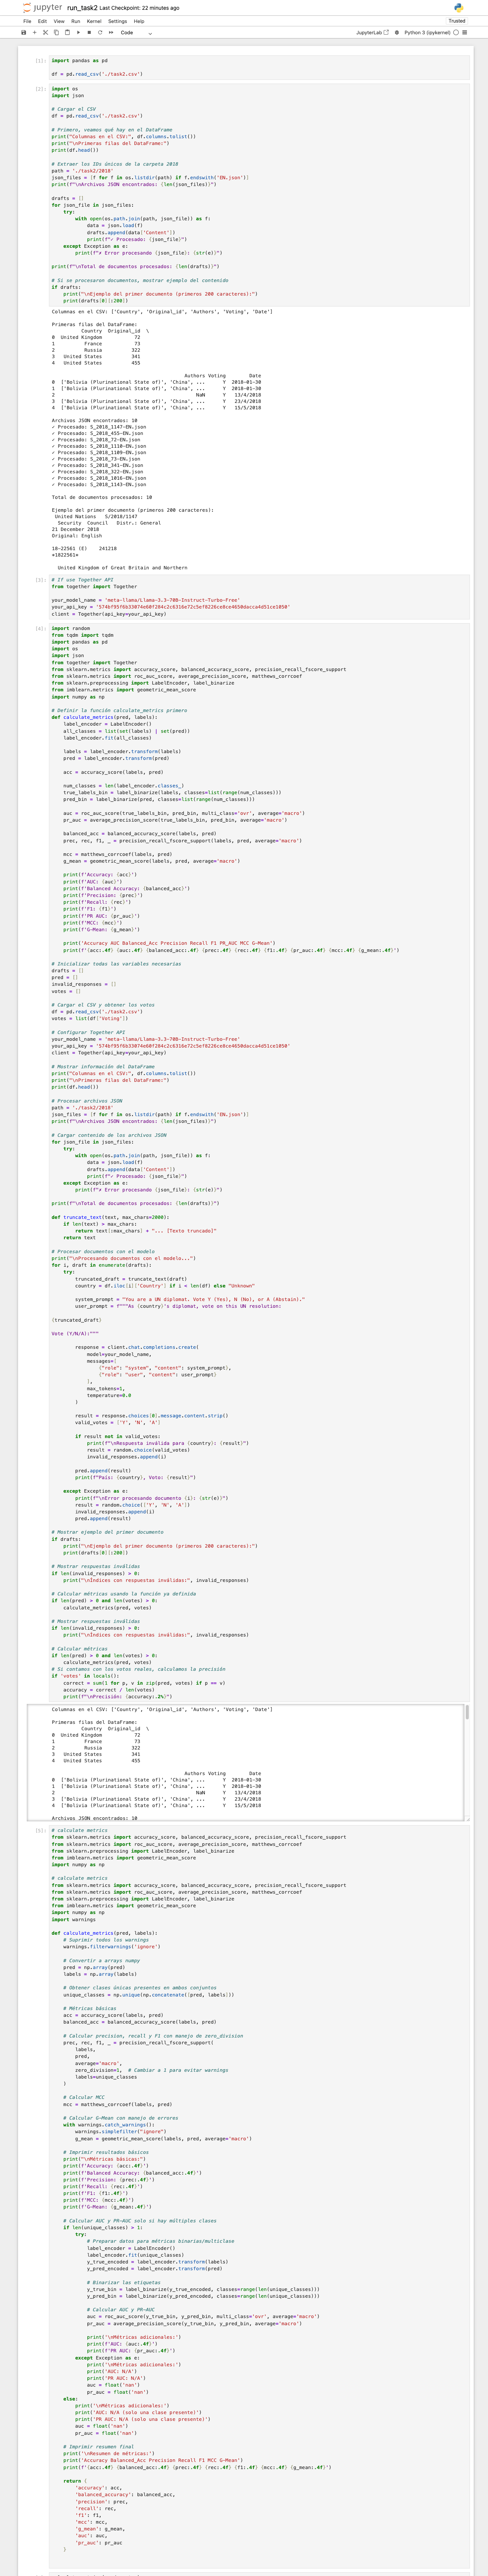 jupyter run_task2 Last Checkpoint: 22 minutes ago
File Edit View Run Kernel Settings Help
Trusted
Code
JupyterLab
Python 3 (ipykernel)
[1]: import pandas as pd
df = pd.read_csv('./task2.csv')
[2]: import os
import json
# Cargar el CSV
df = pd.read_csv('./task2.csv')
# Primero, veamos qué hay en el DataFrame
print("Columnas en el CSV:", df.columns.tolist())
print("\nPrimeras filas del DataFrame:")
print(df.head())
# Extraer los IDs únicos de la carpeta 2018
path = './task2/2018'
json_files = [f for f in os.listdir(path) if f.endswith('EN.json')]
print(f"\nArchivos JSON encontrados: {len(json_files)}")
drafts = []
for json_file in json_files:
try:
with open(os.path.join(path, json_file)) as f:
data = json.load(f)
drafts.append(data['Content'])
print(f"✓ Procesado: {json_file}")
except Exception as e:
print(f"✗ Error procesando {json_file}: {str(e)}")
print(f"\nTotal de documentos procesados: {len(drafts)}")
# Si se procesaron documentos, mostrar ejemplo del contenido
if drafts:
print("\nEjemplo del primer documento (primeros 200 caracteres):")
print(drafts[0][:200])
Columnas en el CSV: ['Country', 'Original_id', 'Authors', 'Voting', 'Date']
Primeras filas del DataFrame:
Country Original_id \
0 United Kingdom 72
1 France 73
2 Russia 322
3 United States 341
4 United States 455
Authors Voting Date
0 ['Bolivia (Plurinational State of)', 'China', ... Y 2018-01-30
1 ['Bolivia (Plurinational State of)', 'China', ... Y 2018-01-30
2 NaN Y 13/4/2018
3 ['Bolivia (Plurinational State of)', 'China', ... Y 23/4/2018
4 ['Bolivia (Plurinational State of)', 'China', ... Y 15/5/2018
Archivos JSON encontrados: 10
✓ Procesado: S_2018_1147-EN.json
✓ Procesado: S_2018_455-EN.json
✓ Procesado: S_2018_72-EN.json
✓ Procesado: S_2018_1110-EN.json
✓ Procesado: S_2018_1109-EN.json
✓ Procesado: S_2018_73-EN.json
✓ Procesado: S_2018_341-EN.json
✓ Procesado: S_2018_322-EN.json
✓ Procesado: S_2018_1016-EN.json
✓ Procesado: S_2018_1143-EN.json
Total de documentos procesados: 10
Ejemplo del primer documento (primeros 200 caracteres):
United Nations S/2018/1147
Security Council Distr.: General
21 December 2018
Original: English
18-22561 (E) 241218
*1822561*
United Kingdom of Great Britain and Northern
[3]: # If use Together API
from together import Together
your_model_name = 'meta-llama/Llama-3.3-70B-Instruct-Turbo-Free'
client = Together(api_key=your_api_key)
[4]: import random
from tqdm import tqdm
import pandas as pd
import os
import json
from together import Together
from sklearn.metrics import accuracy_score, balanced_accuracy_score, precision_recall_fscore_support
from sklearn.metrics import roc_auc_score, average_precision_score, matthews_corrcoef
from sklearn.preprocessing import LabelEncoder, label_binarize
from imblearn.metrics import geometric_mean_score
import numpy as np
# Definir la función calculate_metrics primero
def calculate_metrics(pred, labels):
label_encoder = LabelEncoder()
all_classes = list(set(labels) | set(pred))
label_encoder.fit(all_classes)
labels = label_encoder.transform(labels)
pred = label_encoder.transform(pred)
acc = accuracy_score(labels, pred)
num_classes = len(label_encoder.classes_)
true_labels_bin = label_binarize(labels, classes=list(range(num_classes)))
pred_bin = label_binarize(pred, classes=list(range(num_classes)))
auc = roc_auc_score(true_labels_bin, pred_bin, multi_class='ovr', average='macro')
pr_auc = average_precision_score(true_labels_bin, pred_bin, average='macro')
balanced_acc = balanced_accuracy_score(labels, pred)
prec, rec, f1, _ = precision_recall_fscore_support(labels, pred, average='macro')
mcc = matthews_corrcoef(labels, pred)
g_mean = geometric_mean_score(labels, pred, average='macro')
print(f'Accuracy: {acc}')
print(f'AUC: {auc}')
print(f'Balanced Accuracy: {balanced_acc}')
print(f'Precision: {prec}')
print(f'Recall: {rec}')
print(f'F1: {f1}')
print(f'PR AUC: {pr_auc}')
print(f'MCC: {mcc}')
print(f'G-Mean: {g_mean}')
print('Accuracy AUC Balanced_Acc Precision Recall F1 PR_AUC MCC G-Mean')
print(f'{acc:.4f} {auc:.4f} {balanced_acc:.4f} {prec:.4f} {rec:.4f} {f1:.4f} {pr_auc:.4f} {mcc:.4f} {g_mean:.4f}')
# Inicializar todas las variables necesarias
drafts = []
pred = []
invalid_responses = []
votes = []
# Cargar el CSV y obtener los votos
df = pd.read_csv('./task2.csv')
votes = list(df['Voting'])
# Configurar Together API
your_model_name = 'meta-llama/Llama-3.3-70B-Instruct-Turbo-Free'
client = Together(api_key=your_api_key)
# Mostrar información del DataFrame
print("Columnas en el CSV:", df.columns.tolist())
print("\nPrimeras filas del DataFrame:")
print(df.head())
# Procesar archivos JSON
path = './task2/2018'
json_files = [f for f in os.listdir(path) if f.endswith('EN.json')]
print(f"\nArchivos JSON encontrados: {len(json_files)}")
# Cargar contenido de los archivos JSON
for json_file in json_files:
try:
with open(os.path.join(path, json_file)) as f:
data = json.load(f)
drafts.append(data['Content'])
print(f"✓ Procesado: {json_file}")
except Exception as e:
print(f"✗ Error procesando {json_file}: {str(e)}")
print(f"\nTotal de documentos procesados: {len(drafts)}")
def truncate_text(text, max_chars=2000):
if len(text) > max_chars:
return text[:max_chars] + "... [Texto truncado]"
return text
# Procesar documentos con el modelo
print("\nProcesando documentos con el modelo...")
for i, draft in enumerate(drafts):
try:
truncated_draft = truncate_text(draft)
country = df.iloc[i]['Country'] if i < len(df) else "Unknown"
system_prompt = "You are a UN diplomat. Vote Y (Yes), N (No), or A (Abstain)."
user_prompt = f"""As {country}'s diplomat, vote on this UN resolution:
{truncated_draft}
Vote (Y/N/A):"""
response = client.chat.completions.create(
model=your_model_name,
messages=[
{"role": "system", "content": system_prompt},
{"role": "user", "content": user_prompt}
],
max_tokens=1,
temperature=0.0
)
result = response.choices[0].message.content.strip()
valid_votes = ['Y', 'N', 'A']
if result not in valid_votes:
print(f"\nRespuesta inválida para {country}: {result}")
result = random.choice(valid_votes)
invalid_responses.append(i)
pred.append(result)
print(f"País: {country}, Voto: {result}")
except Exception as e:
print(f"\nError procesando documento {i}: {str(e)}")
result = random.choice(['Y', 'N', 'A'])
invalid_responses.append(i)
pred.append(result)
# Mostrar ejemplo del primer documento
if drafts:
print("\nEjemplo del primer documento (primeros 200 caracteres):")
print(drafts[0][:200])
# Mostrar respuestas inválidas
if len(invalid_responses) > 0:
print("\nÍndices con respuestas inválidas:", invalid_responses)
# Calcular métricas usando la función ya definida
if len(pred) > 0 and len(votes) > 0:
calculate_metrics(pred, votes)
# Mostrar respuestas inválidas
if len(invalid_responses) > 0:
print("\nÍndices con respuestas inválidas:", invalid_responses)
# Calcular métricas
if len(pred) > 0 and len(votes) > 0:
calculate_metrics(pred, votes)
# Si contamos con los votos reales, calculamos la precisión
if 'votes' in locals():
correct = sum(1 for p, v in zip(pred, votes) if p == v)
accuracy = correct / len(votes)
print(f"\nPrecisión: {accuracy:.2%}")
Columnas en el CSV: ['Country', 'Original_id', 'Authors', 'Voting', 'Date']
Primeras filas del DataFrame:
Country Original_id \
0 United Kingdom 72
1 France 73
2 Russia 322
3 United States 341
4 United States 455
Authors Voting Date
0 ['Bolivia (Plurinational State of)', 'China', ... Y 2018-01-30
1 ['Bolivia (Plurinational State of)', 'China', ... Y 2018-01-30
2 NaN Y 13/4/2018
3 ['Bolivia (Plurinational State of)', 'China', ... Y 23/4/2018
4 ['Bolivia (Plurinational State of)', 'China', ... Y 15/5/2018
Archivos JSON encontrados: 10
[5]: # calculate metrics
from sklearn.metrics import accuracy_score, balanced_accuracy_score, precision_recall_fscore_support
from sklearn.metrics import roc_auc_score, average_precision_score, matthews_corrcoef
from sklearn.preprocessing import LabelEncoder, label_binarize
from imblearn.metrics import geometric_mean_score
import numpy as np
# calculate metrics
from sklearn.metrics import accuracy_score, balanced_accuracy_score, precision_recall_fscore_support
from sklearn.metrics import roc_auc_score, average_precision_score, matthews_corrcoef
from sklearn.preprocessing import LabelEncoder, label_binarize
from imblearn.metrics import geometric_mean_score
import numpy as np
import warnings
def calculate_metrics(pred, labels):
# Suprimir todos los warnings
warnings.filterwarnings('ignore')
# Convertir a arrays numpy
pred = np.array(pred)
labels = np.array(labels)
# Obtener clases únicas presentes en ambos conjuntos
unique_classes = np.unique(np.concatenate([pred, labels]))
# Métricas básicas
acc = accuracy_score(labels, pred)
balanced_acc = balanced_accuracy_score(labels, pred)
# Calcular precision, recall y f1 con manejo de zero_division
prec, rec, f1, _ = precision_recall_fscore_support(
labels,
pred,
average='macro',
zero_division=1, # Cambiar a 1 para evitar warnings
labels=unique_classes
)
# Calcular MCC
mcc = matthews_corrcoef(labels, pred)
# Calcular G-Mean con manejo de errores
with warnings.catch_warnings():
warnings.simplefilter("ignore")
g_mean = geometric_mean_score(labels, pred, average='macro')
# Imprimir resultados básicos
print("\nMétricas básicas:")
print(f'Accuracy: {acc:.4f}')
print(f'Balanced Accuracy: {balanced_acc:.4f}')
print(f'Precision: {prec:.4f}')
print(f'Recall: {rec:.4f}')
print(f'F1: {f1:.4f}')
print(f'MCC: {mcc:.4f}')
print(f'G-Mean: {g_mean:.4f}')
# Calcular AUC y PR-AUC solo si hay múltiples clases
if len(unique_classes) > 1:
try:
# Preparar datos para métricas binarias/multiclase
label_encoder = LabelEncoder()
label_encoder.fit(unique_classes)
y_true_encoded = label_encoder.transform(labels)
y_pred_encoded = label_encoder.transform(pred)
# Binarizar las etiquetas
y_true_bin = label_binarize(y_true_encoded, classes=range(len(unique_classes)))
y_pred_bin = label_binarize(y_pred_encoded, classes=range(len(unique_classes)))
# Calcular AUC y PR-AUC
auc = roc_auc_score(y_true_bin, y_pred_bin, multi_class='ovr', average='macro')
pr_auc = average_precision_score(y_true_bin, y_pred_bin, average='macro')
print('\nMétricas adicionales:')
print(f'AUC: {auc:.4f}')
print(f'PR AUC: {pr_auc:.4f}')
except Exception as e:
print('\nMétricas adicionales:')
print('AUC: N/A')
print('PR AUC: N/A')
auc = float('nan')
pr_auc = float('nan')
else:
print('\nMétricas adicionales:')
print('AUC: N/A (solo una clase presente)')
print('PR AUC: N/A (solo una clase presente)')
auc = float('nan')
pr_auc = float('nan')
# Imprimir resumen final
print('\nResumen de métricas:')
print('Accuracy Balanced_Acc Precision Recall F1 MCC G-Mean')
print(f'{acc:.4f} {balanced_acc:.4f} {prec:.4f} {rec:.4f} {f1:.4f} {mcc:.4f} {g_mean:.4f}')
return {
'accuracy': acc,
'balanced_accuracy': balanced_acc,
'precision': prec,
'recall': rec,
'f1': f1,
'mcc': mcc,
'g_mean': g_mean,
'auc': auc,
'pr_auc': pr_auc
}